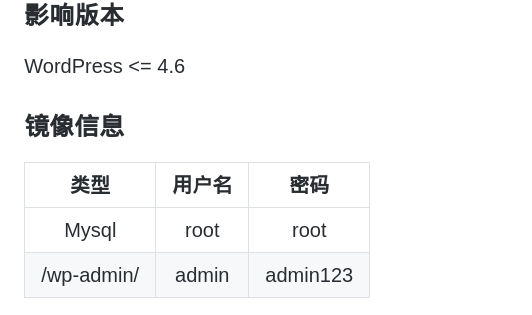 影响版本
WordPress <= 4.6
镜像信息
类型 用户名 密码
Mysql root root
/wp-admin/ admin admin123